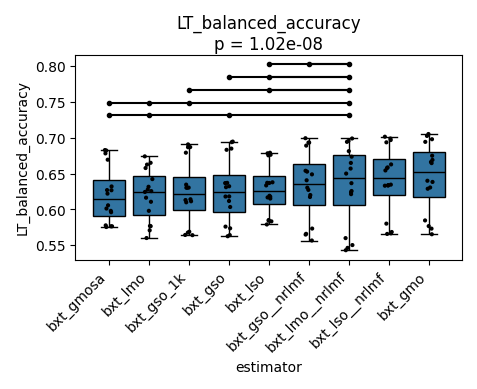 LT_balanced_accuracy
p = 1.02e-08
LT_balanced_accuracy
0.80
0.75
0.70
0.65
0.60
0.55
bxt_gmosa
bxt_lmo
bxt_gso_1k
bxt_gso
bxt_lso
bxt_gso__nrlmf
bxt_lmo__nrlmf
bxt_lso__nrlmf
bxt_gmo
estimator